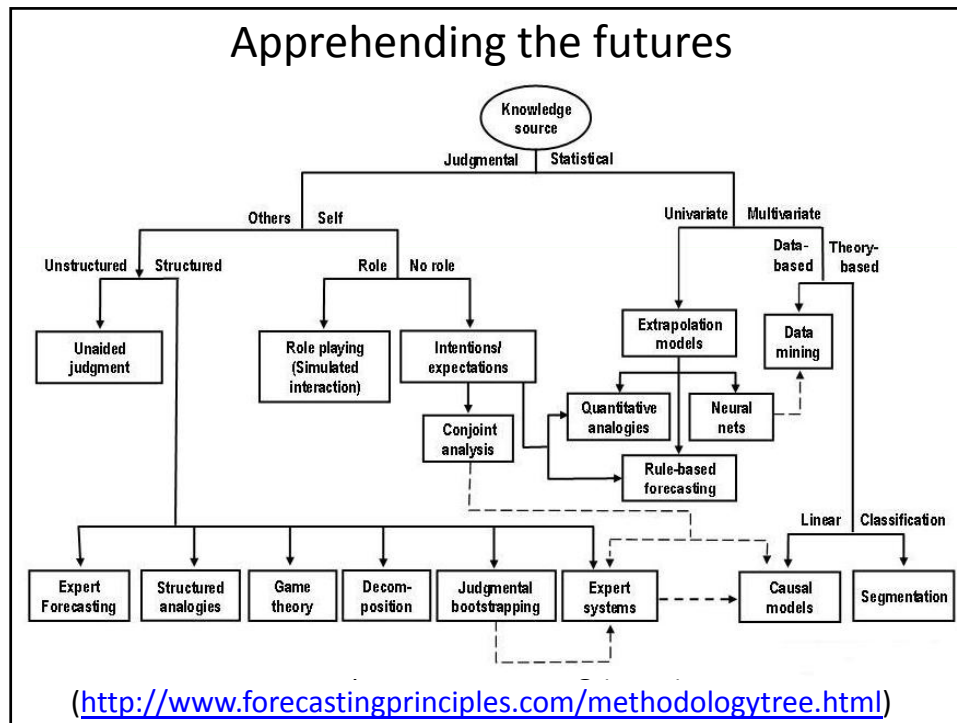 Apprehending the futures
Knowledge
source
Judgmental Statistical
Others Self
Univariate Multivariate
Unstructured Structured
Role No role
Data-
based
Theory-
based
Unaided
judgment
Role playing
(Simulated
interaction)
Intentions/
expectations
Extrapolation
models
Data
mining
Conjoint
analysis
Quantitative
analogies
Neural
nets
Rule-based
forecasting
Linear Classification
Expert
Forecasting
Structured
analogies
Game
theory
Decom-
position
Judgmental
bootstrapping
Expert
systems
Causal
models
Segmentation
(http://www.forecastingprinciples.com/methodologytree.html)